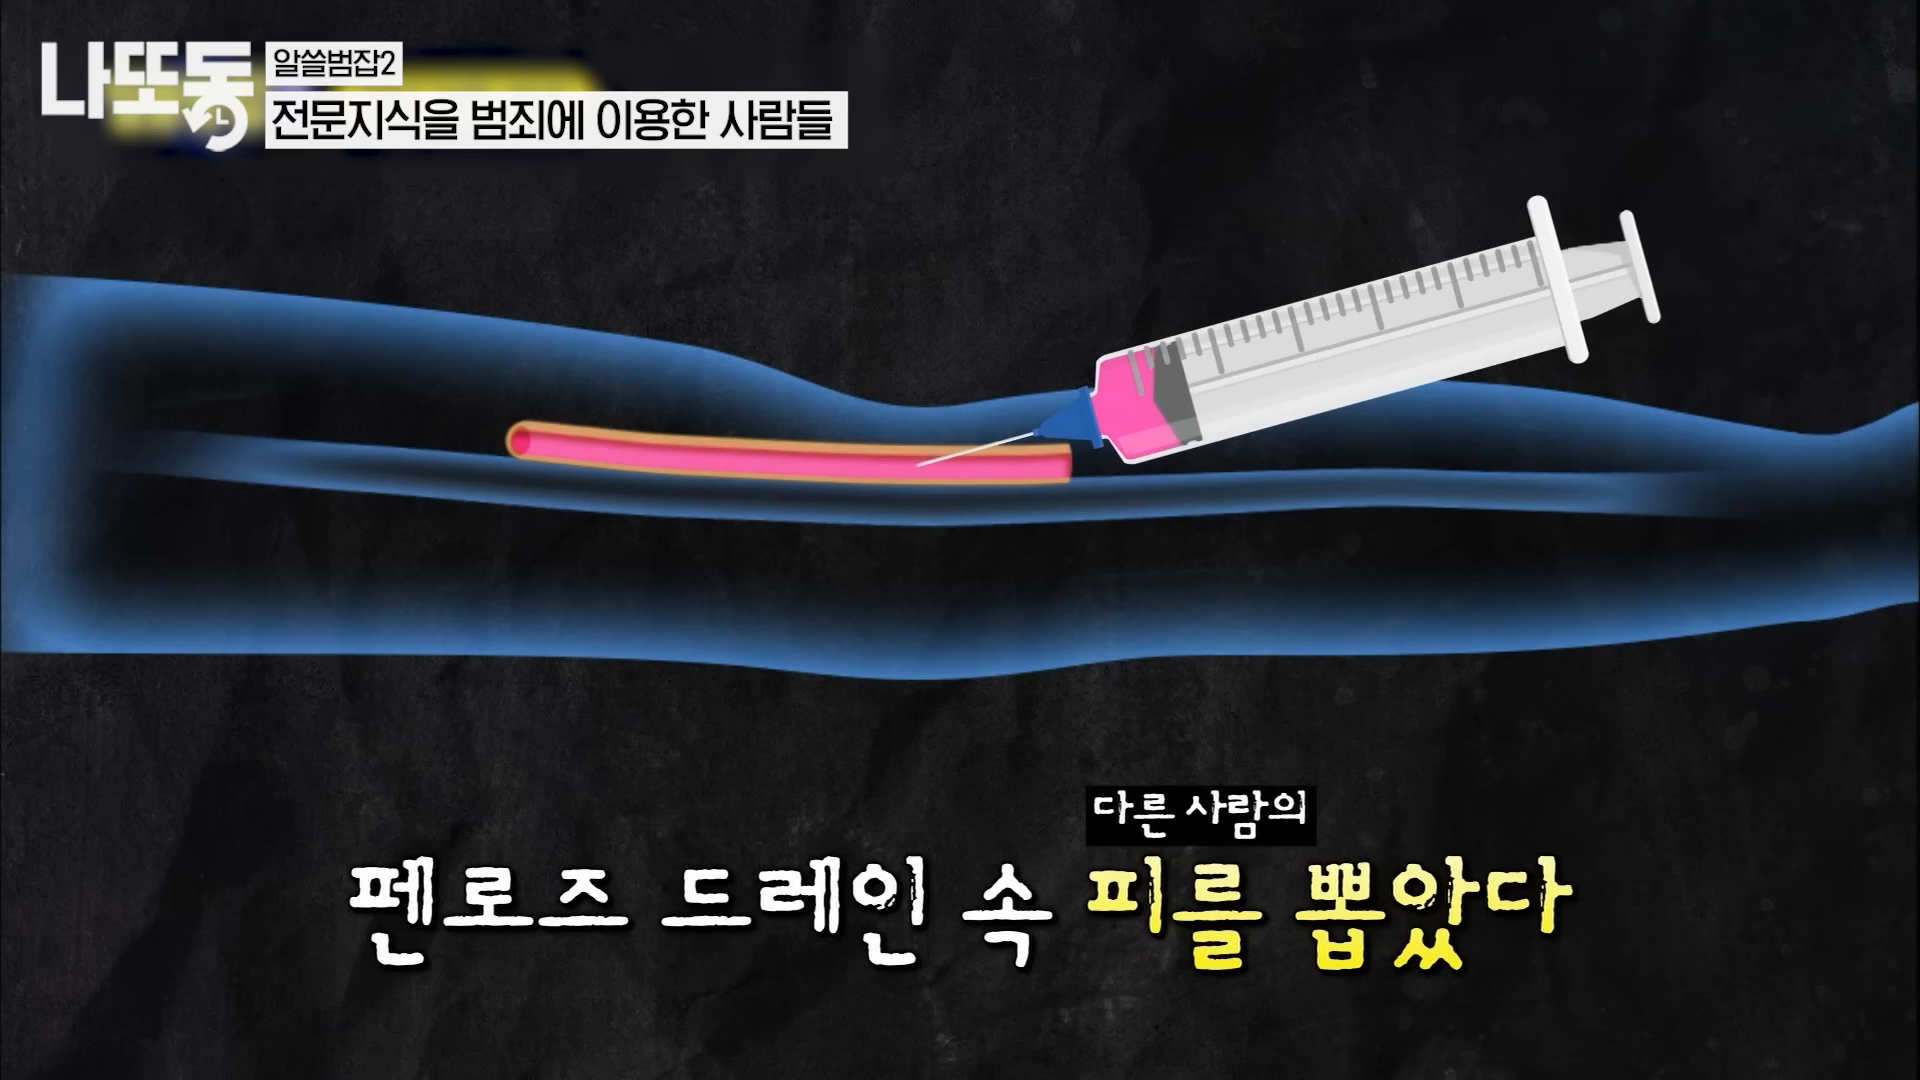 나또동
알쓸범잡2
전문지식을 범죄에 이용한 사람들
다른 사람의
펜로즈 드레인 속 피를 뽑았다